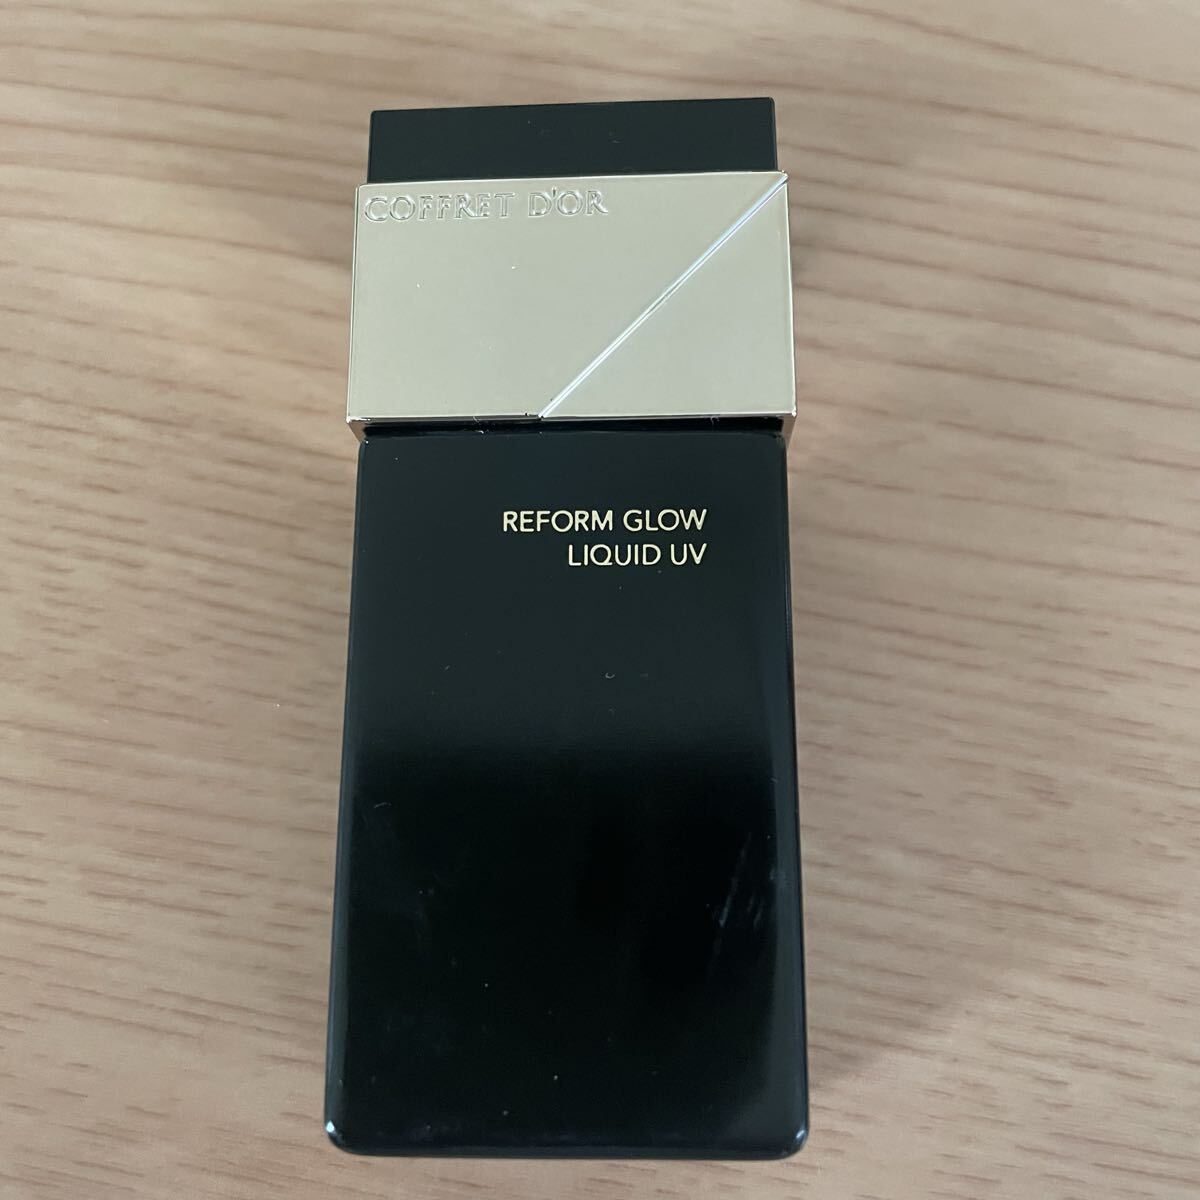 COFFRET D'OR
REFORM GLOW
LIQUID UV